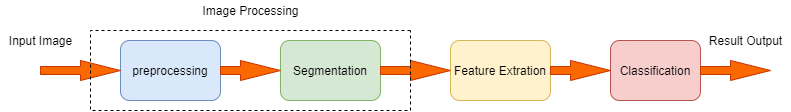 Image Processing
Input Image
preprocessing
Segmentation
Feature Extration
Classification
Result Output